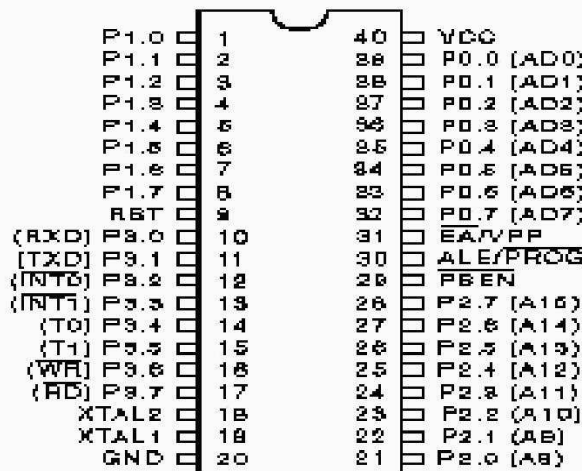 P1.0 1 40 VCC
P1.1 2 39 P0.0 (AD0)
P1.2 3 38 P0.1 (AD1)
P1.3 4 37 P0.2 (AD2)
P1.4 5 36 P0.3 (AD3)
P1.5 6 35 P0.4 (AD4)
P1.6 7 34 P0.5 (AD5)
P1.7 8 33 P0.6 (AD6)
RST 9 32 P0.7 (AD7)
(RXD) P3.0 10 31 EA/VPP
(TXD) P3.1 11 30 ALE/PROG
(INT0) P3.2 12 29 PSEN
(INT1) P3.3 13 28 P2.7 (A15)
(T0) P3.4 14 27 P2.6 (A14)
(T1) P3.5 15 26 P2.5 (A13)
(WR) P3.6 16 25 P2.4 (A12)
(RD) P3.7 17 24 P2.3 (A11)
XTAL2 18 23 P2.2 (A10)
XTAL1 19 22 P2.1 (A9)
GND 20 21 P2.0 (A8)